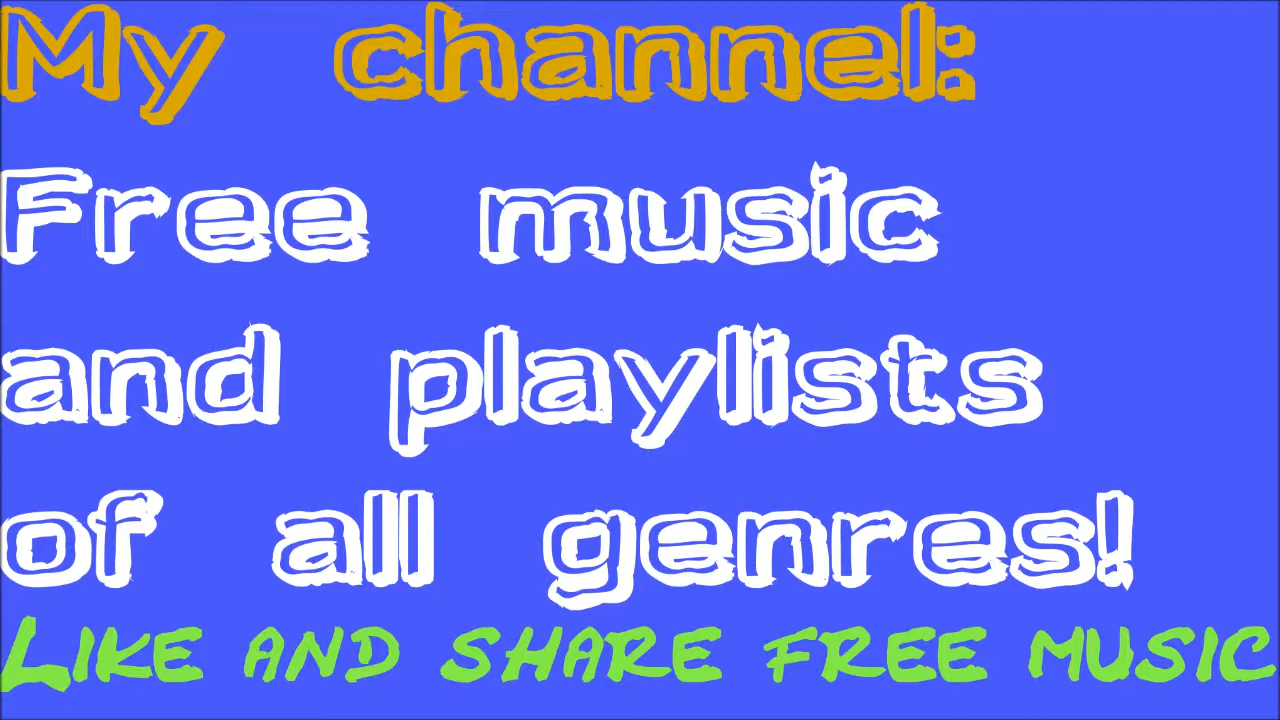 My channel:
Free music
and playlists
of all genres!
LIKE AND SHARE FREE MUSIC